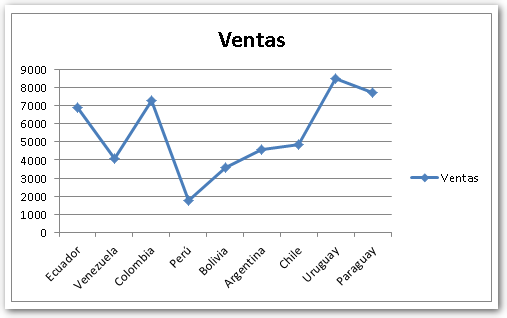 Ventas
9000
8000
7000
6000
5000
4000
3000
2000
1000
0
Ecuador
Venezuela
Colombia
Perú
Bolivia
Argentina
Chile
Uruguay
Paraguay
Ventas